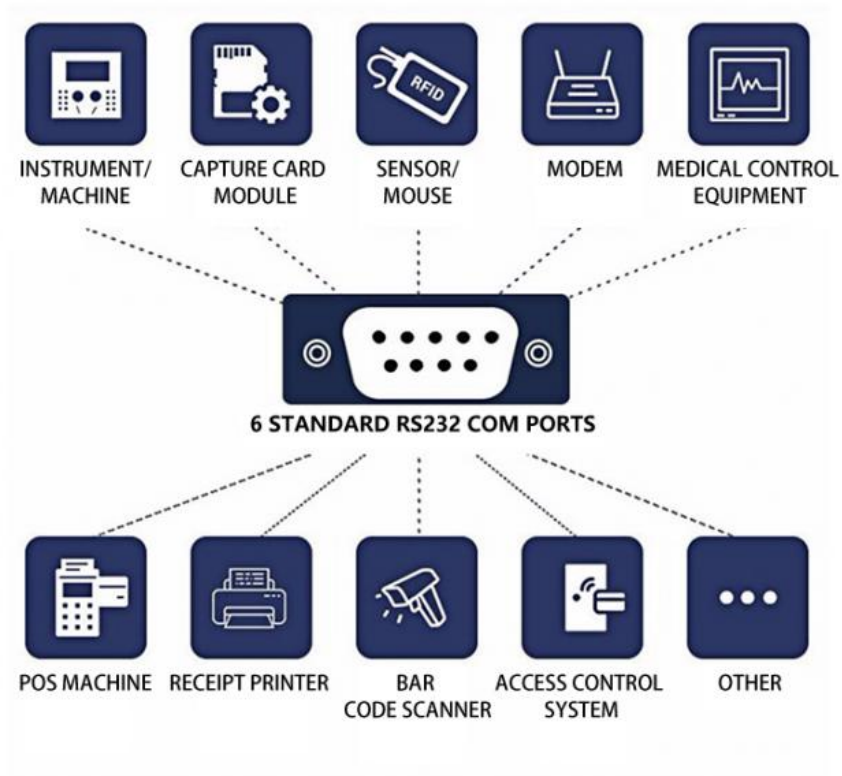 RFID
INSTRUMENT/
MACHINE
CAPTURE CARD
MODULE
SENSOR/
MOUSE
MODEM
MEDICAL CONTROL
EQUIPMENT
6 STANDARD RS232 COM PORTS
POS MACHINE
RECEIPT PRINTER
BAR
CODE SCANNER
ACCESS CONTROL
SYSTEM
OTHER